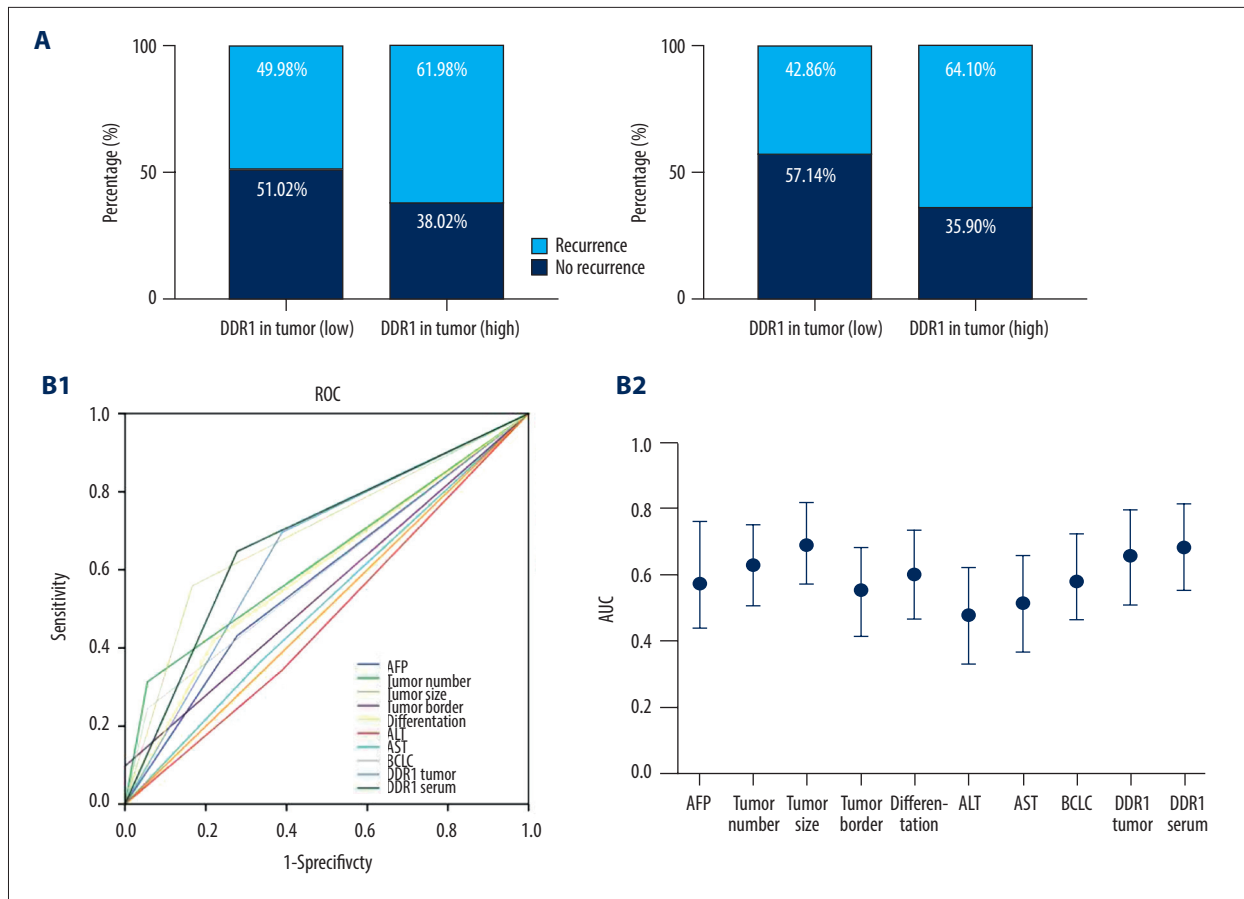 A
100
50
0
Percentage (%)
49.98%
51.02%
61.98%
38.02%
DDR1 in tumor (low)
DDR1 in tumor (high)
Recurrence
No recurrence
100
50
0
Percentage (%)
42.86%
57.14%
64.10%
35.90%
DDR1 in tumor (low)
DDR1 in tumor (high)
B1
ROC
1.0
0.8
0.6
0.4
0.2
0.0
Sensitivity
AFP
Tumor number
Tumor size
Tumor border
Differentation
ALT
AST
BCLC
DDR1 tumor
DDR1 serum
0.0
0.2
0.4
0.6
0.8
1.0
1-Sprecifivcty
B2
1.0
0.8
0.6
0.4
0.2
0.0
AUC
AFP
Tumor
number
Tumor
size
Tumor
border
Differen-
tation
ALT
AST
BCLC
DDR1
tumor
DDR1
serum